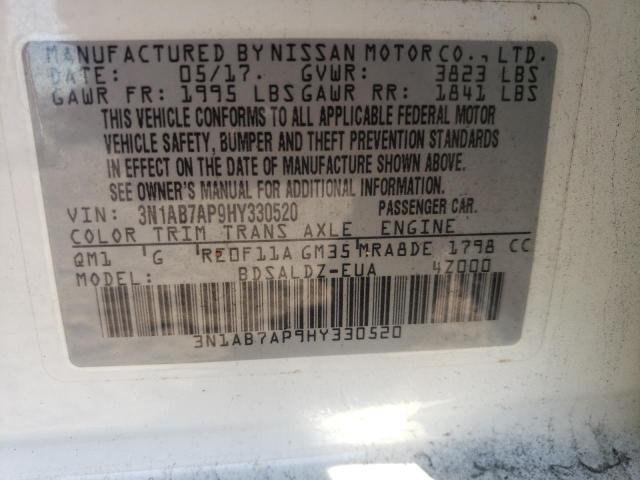 MANUFACTURED BY NISSAN MOTOR CO., LTD.
DATE: 05/17. GVWR: 3823 LBS
GAWR FR: 1995 LBS GAWR RR: 1841 LBS
THIS VEHICLE CONFORMS TO ALL APPLICABLE FEDERAL MOTOR
VEHICLE SAFETY, BUMPER AND THEFT PREVENTION STANDARDS
IN EFFECT ON THE DATE OF MANUFACTURE SHOWN ABOVE.
SEE OWNER'S MANUAL FOR ADDITIONAL INFORMATION
VIN: 3N1AB7AP9HY330520 PASSENGER CAR.
COLOR TRIM TRANS AXLE ENGINE
QM1 G RE0F11A GM35 MRA8DE 1798 CC
MODEL: BDSALDZ-EUA 4Z000
3N1AB7AP9HY330520